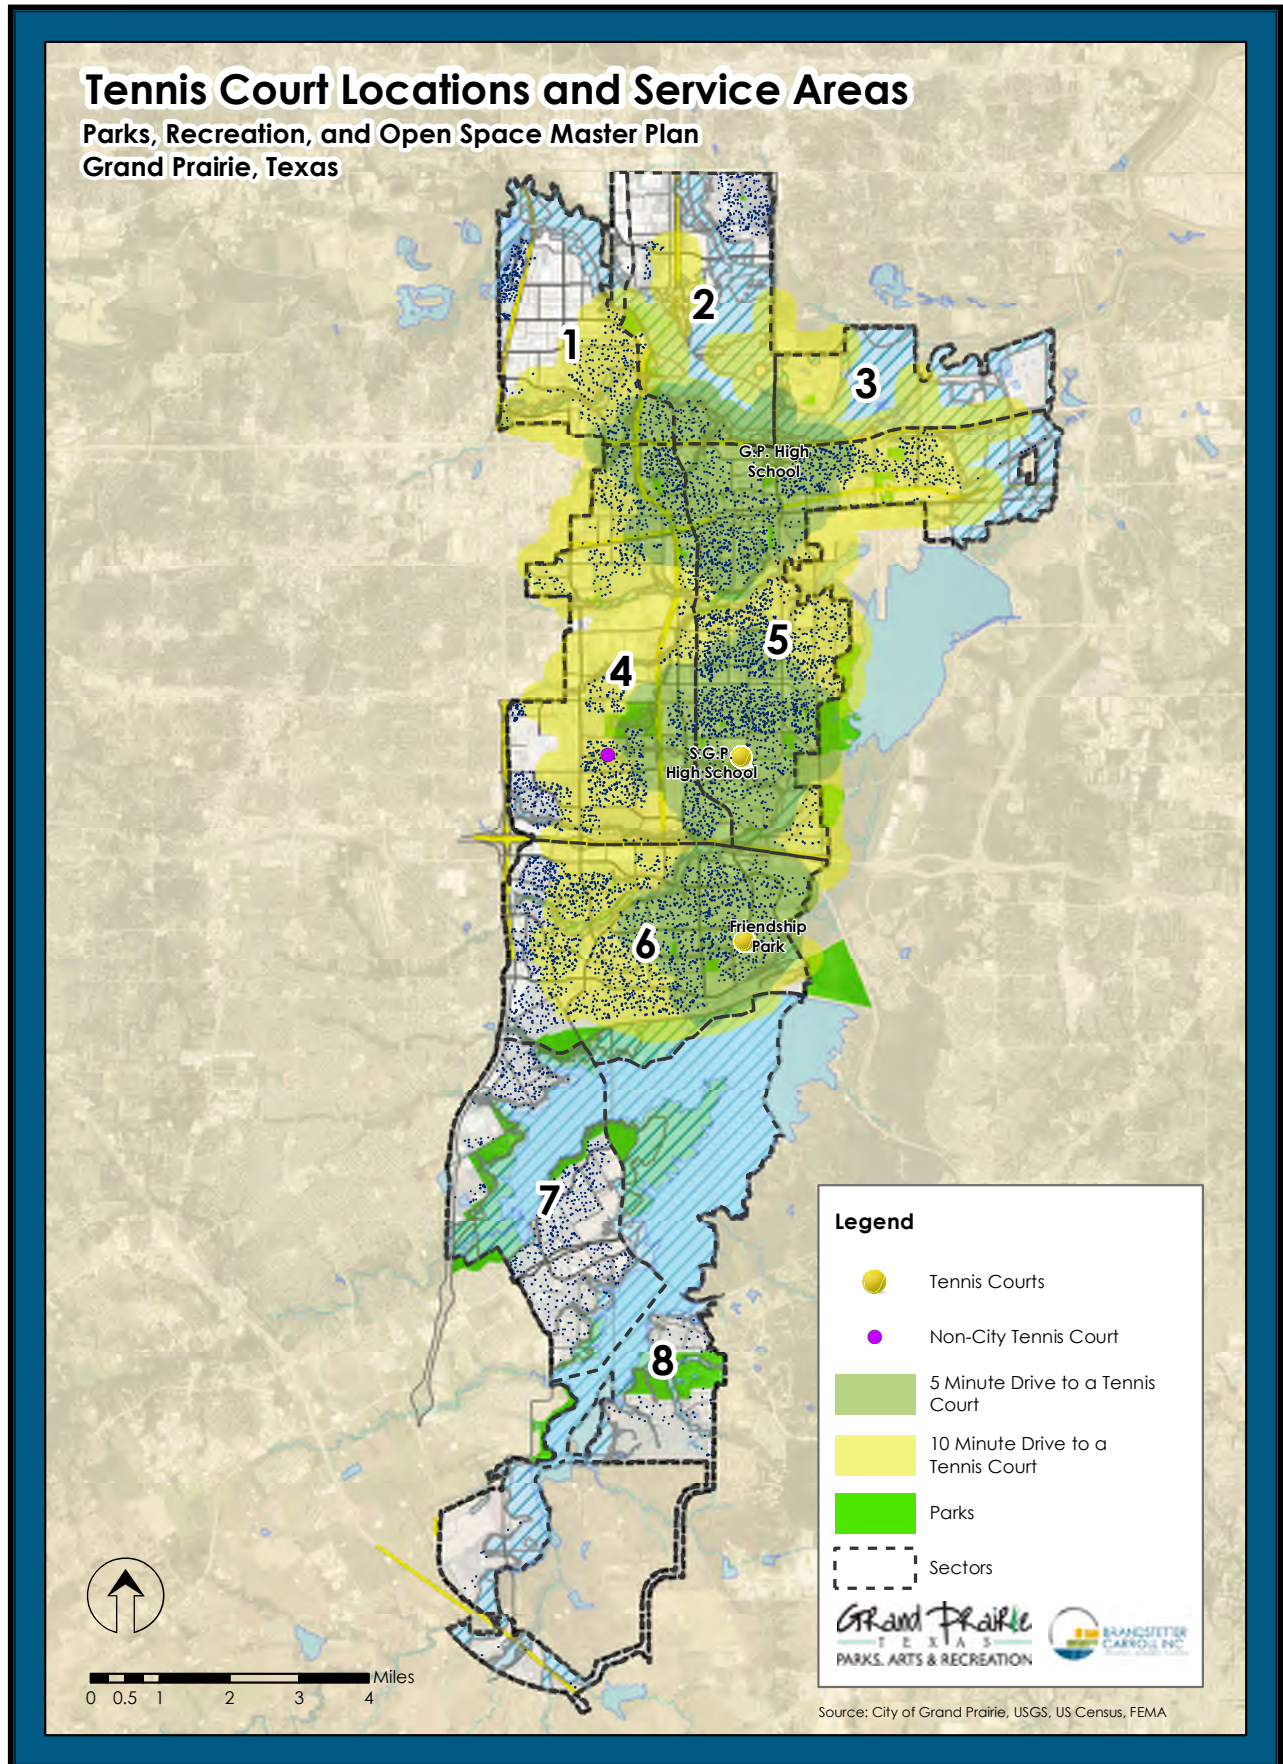 Tennis Court Locations and Service Areas
Parks, Recreation, and Open Space Master Plan
Grand Prairie, Texas
2
1
3
G.P. High
School
5
4
S.G.P.
High School
Friendship
Park
6
7
8
Legend
Tennis Courts
Non-City Tennis Court
5 Minute Drive to a Tennis
Court
10 Minute Drive to a
Tennis Court
Parks
Sectors
Grand Prairie
TEXAS
PARKS, ARTS & RECREATION
BRANDSTETTER
CARROLL INC
Miles
0 0.5 1 2 3 4
Source: City of Grand Prairie, USGS, US Census, FEMA